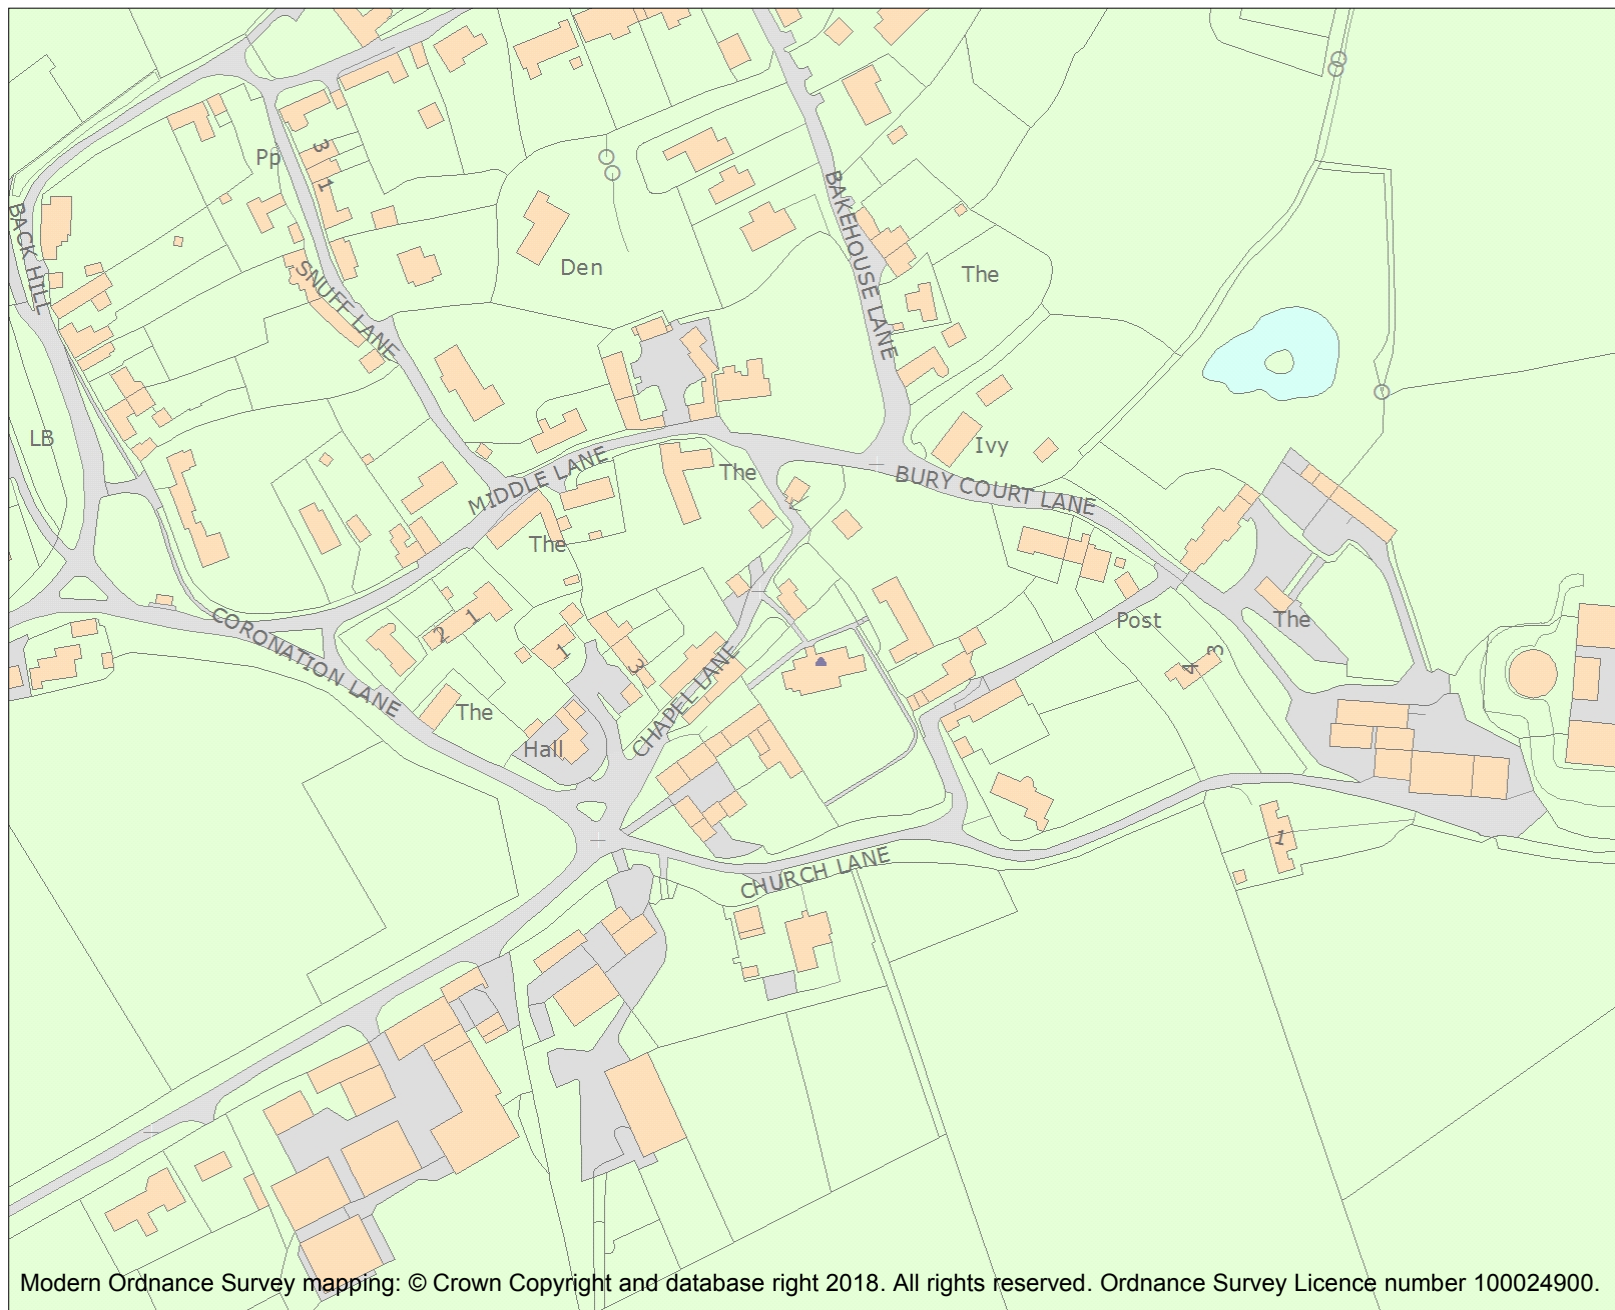 Pp
3
1
BACK HILL
BAKEHOUSE LANE
Den
The
SNUFF LANE
LB
Ivy
The
MIDDLE LANE
BURY COURT LANE
The
2 1
CORONATION LANE
1
3
Post
The
3
4
CHAPEL LANE
The
Hall
1
CHURCH LANE
Modern Ordnance Survey mapping: © Crown Copyright and database right 2018. All rights reserved. Ordnance Survey Licence number 100024900.